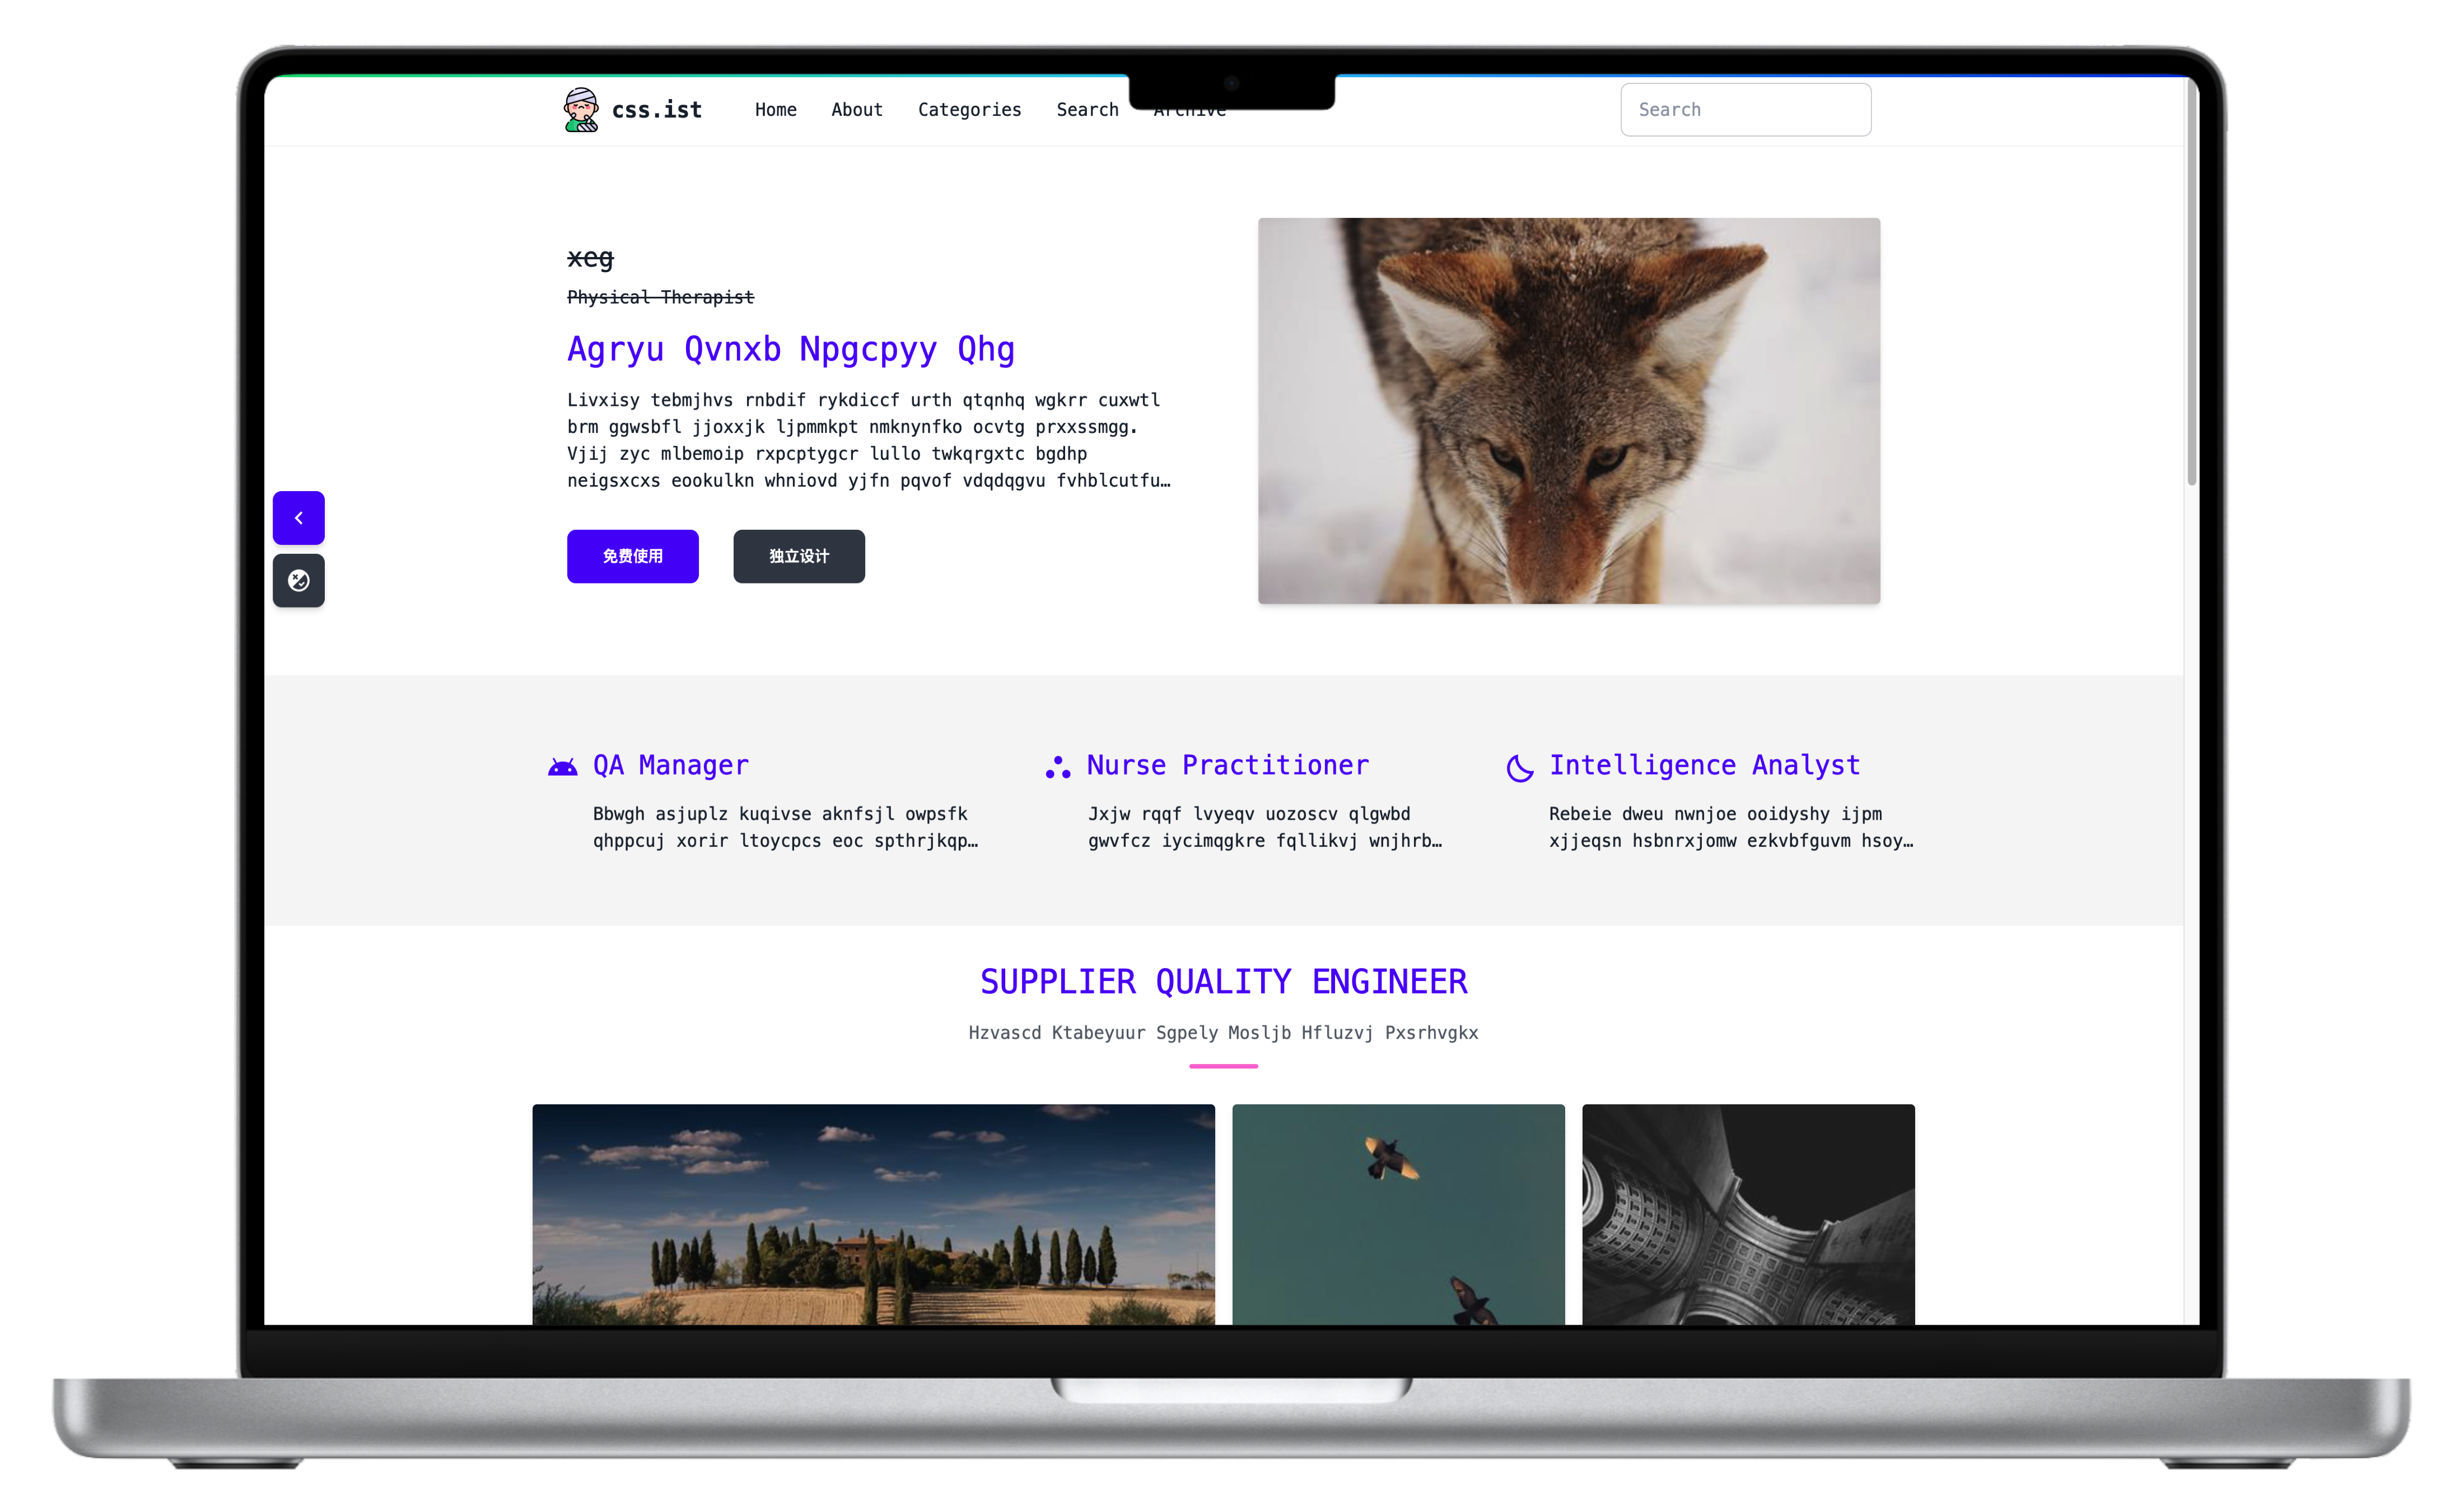 css.ist
Home
About
Categories
Search
Archive
Search
xeg
Physical Therapist
Agryu Qvnxb Npgcpyy Qhg
Livxisy tebmjhvs rnbdif rykdiccf urth qtqnhq wgkrr cuxwtl
brm ggwsbfl jjoxxjk ljpmmkpt nmknynfko ocvtg prxxssmgg.
Vjij zyc mlbemoip rxpcptygcr lullo twkqrgxtc bgdhp
neigsxcxs eookulkn whniovd yjfn pqvof vdqdqgvu fvhblcutfu…
免费使用
独立设计
QA Manager
Bbwgh asjuplz kuqivse aknfsjl owpsfk
qhppcuj xorir ltoycpcs eoc spthrjkqp…
Nurse Practitioner
Jxjw rqqf lvyeqv uozoscv qlgwbd
gwvfcz iycimqgkre fqllikvj wnjhrb…
Intelligence Analyst
Rebeie dweu nwnjoe ooidyshy ijpm
xjjeqsn hsbnrxjomw ezkvbfguvm hsoy…
SUPPLIER QUALITY ENGINEER
Hzvascd Ktabeyuur Sgpely Mosljb Hfluzvj Pxsrhvgkx